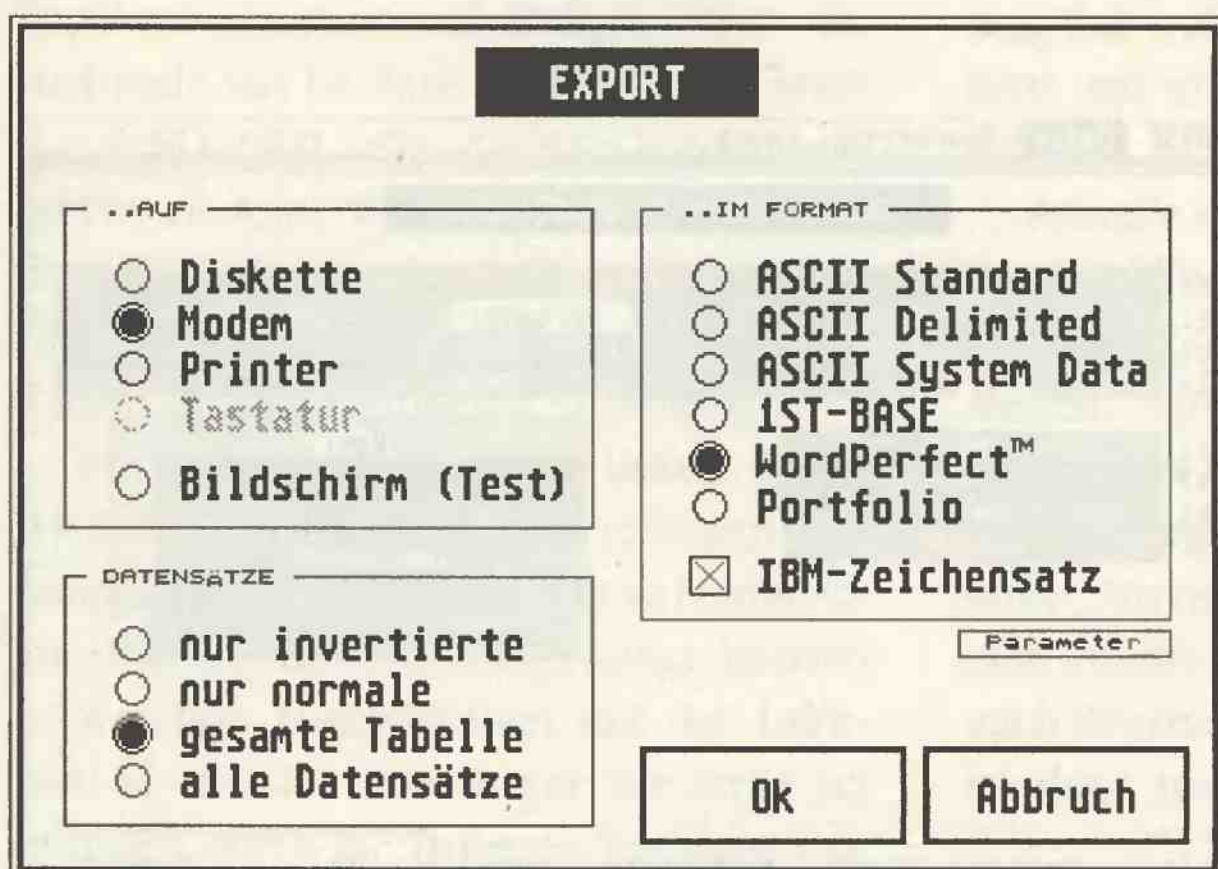 EXPORT
..AUF
Diskette
Modem
Printer
Tastatur
Bildschirm (Test)
DATENSÄTZE
nur invertierte
nur normale
gesamte Tabelle
alle Datensätze
..IM FORMAT
ASCII Standard
ASCII Delimited
ASCII System Data
1ST-BASE
WordPerfect™
Portfolio
IBM-Zeichensatz
Parameter
Ok
Abbruch